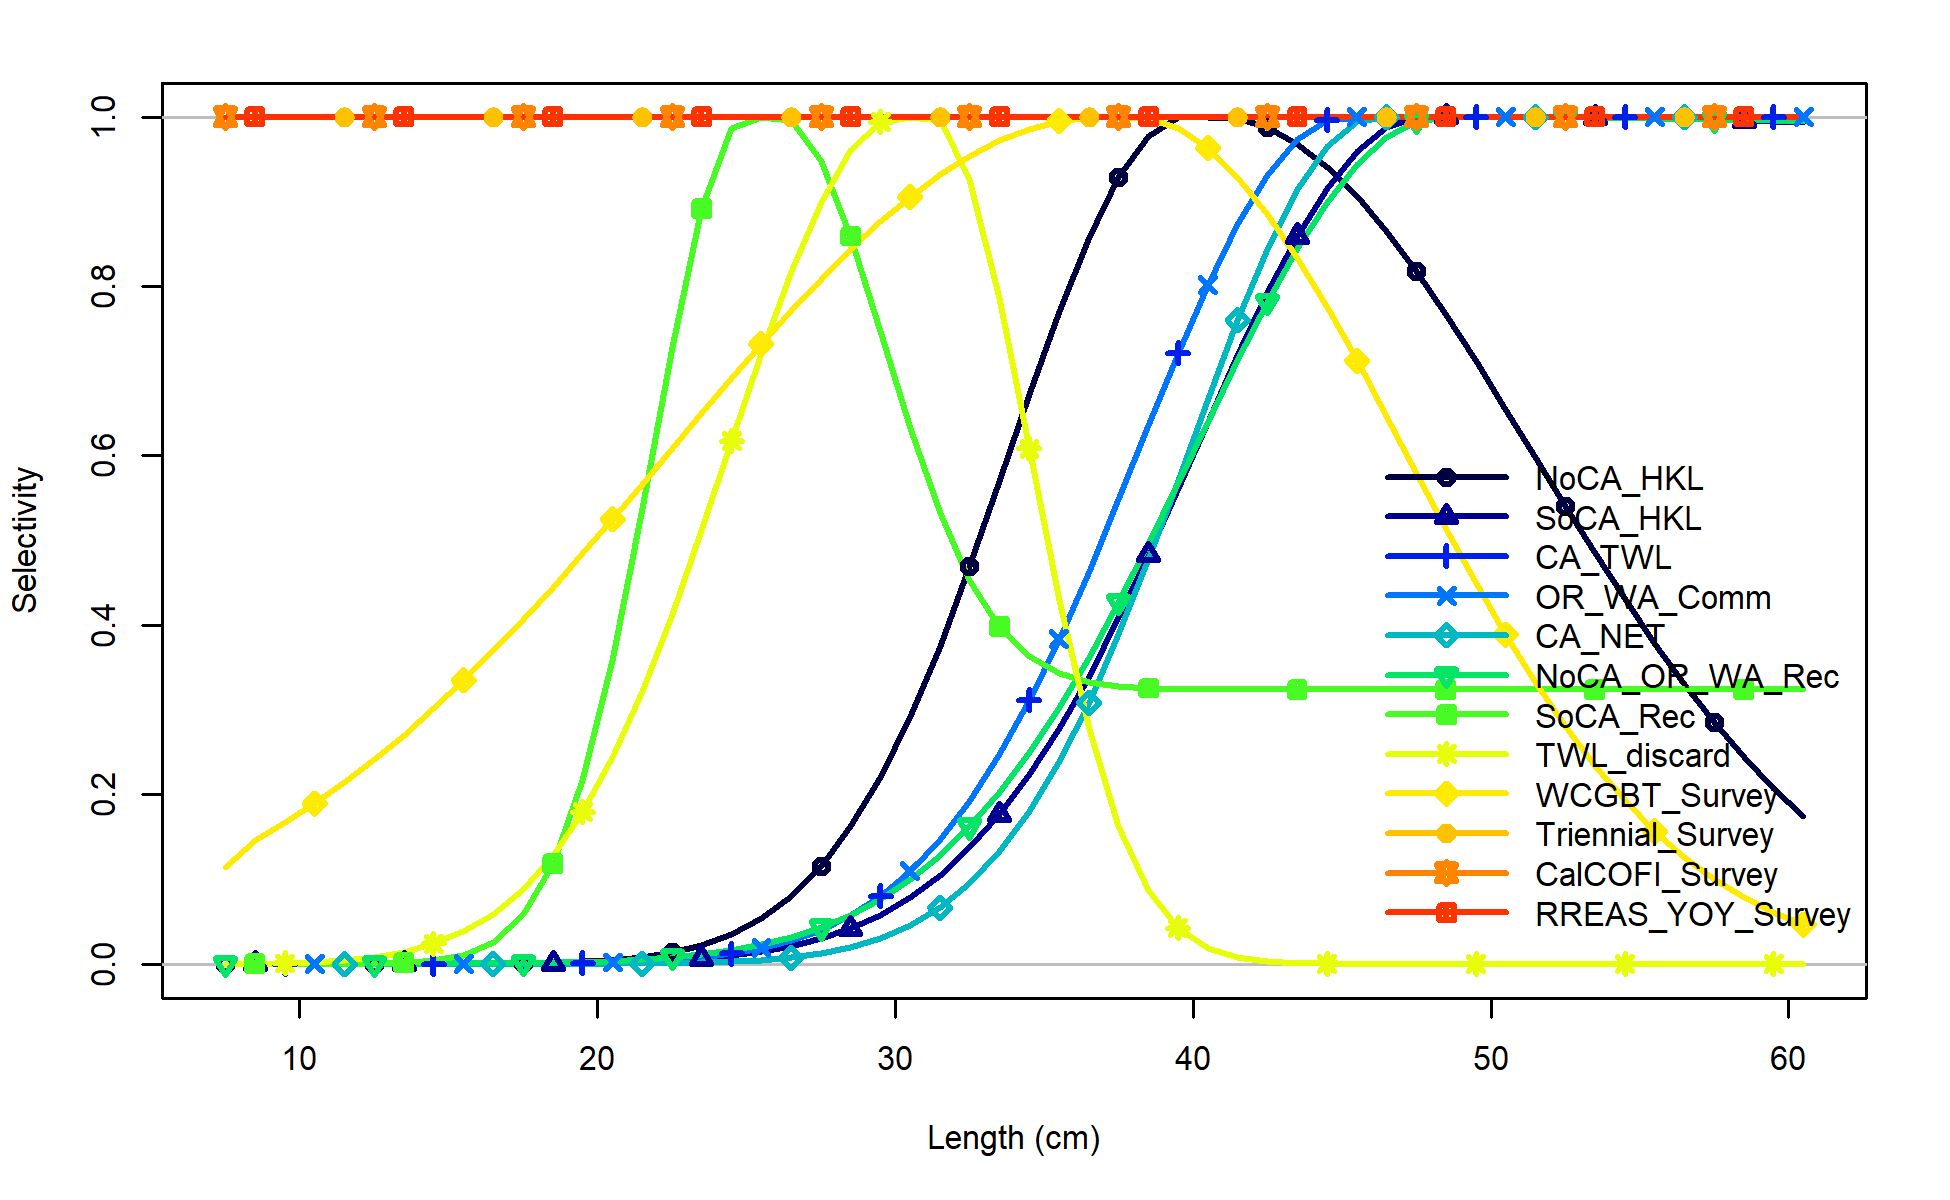 1.0
0.8
0.6
0.4
0.2
0.0
Selectivity
NoCA_HKL
SoCA_HKL
CA_TWL
OR_WA_Comm
CA_NET
NoCA_OR_WA_Rec
SoCA_Rec
TWL_discard
WCGBT_Survey
Triennial_Survey
CalCOFI_Survey
RREAS_YOY_Survey
10 20 30 40 50 60
Length (cm)